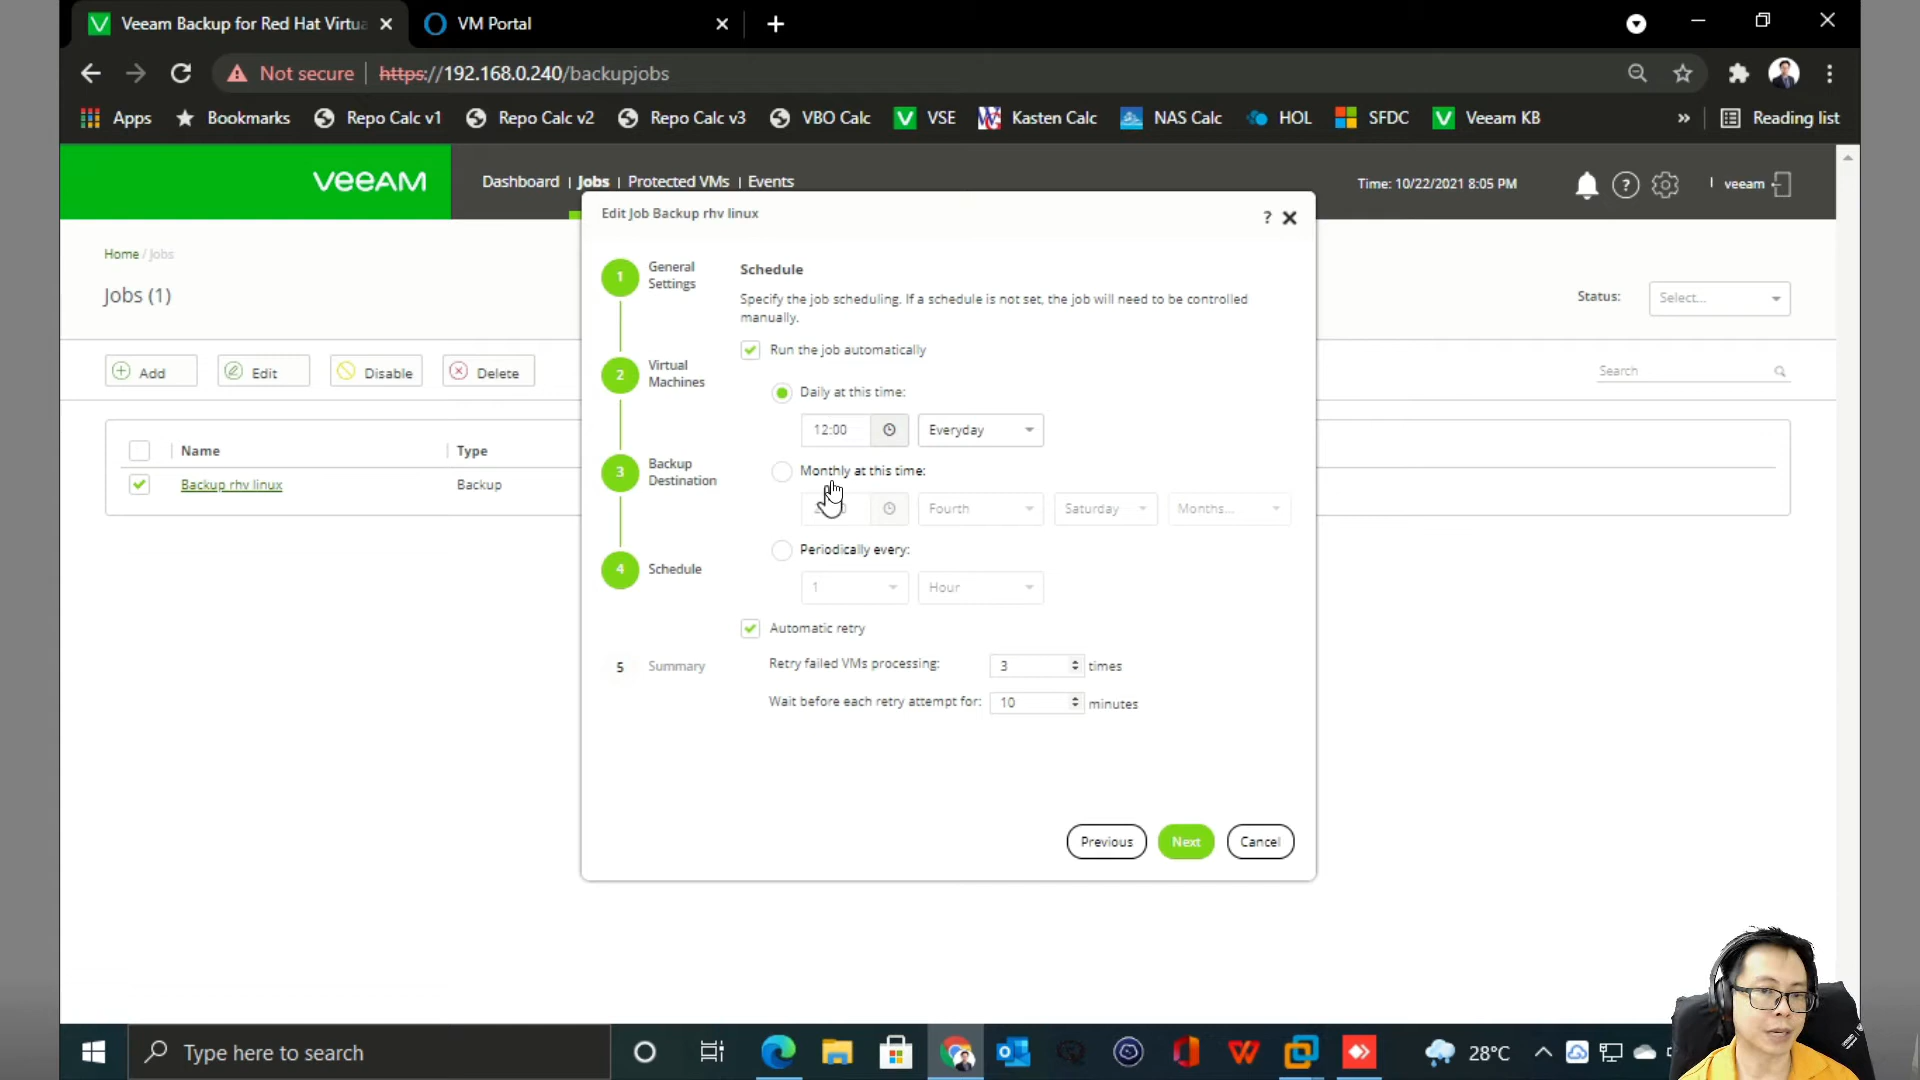 Veeam Backup for Red Hat Virtua
VM Portal
Not secure
https://192.168.0.240/backupjobs
Apps
Bookmarks
Repo Calc v1
Repo Calc v2
Repo Calc v3
VBO Calc
VSE
Kasten Calc
NAS Calc
HOL
SFDC
Veeam KB
»
Reading list
veeAM
Dashboard | Jobs | Protected VMs | Events
Time: 10/22/2021 8:05 PM
?
veeam
Home / Jobs
Jobs (1)
Status:
Select...
Add
Edit
Disable
Delete
Search
Name
Type
Backup rhv linux
Backup
Edit Job Backup rhv linux
?
1
General
Settings
2
Virtual
Machines
3
Backup
Destination
4
Schedule
5
Summary
Schedule
Specify the job scheduling. If a schedule is not set, the job will need to be controlled
manually.
Run the job automatically
Daily at this time:
12:00
Everyday
Monthly at this time:
Fourth
Saturday
Months...
Periodically every:
1
Hour
Automatic retry
Retry failed VMs processing:
3
times
Wait before each retry attempt for:
10
minutes
Previous
Next
Cancel
Type here to search
28°C